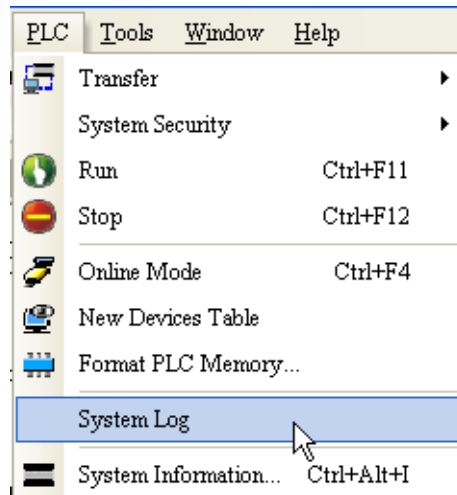 PLC Tools Window Help
Transfer
System Security
Run Ctrl+F11
Stop Ctrl+F12
Online Mode Ctrl+F4
New Devices Table
Format PLC Memory...
System Log
System Information... Ctrl+Alt+I